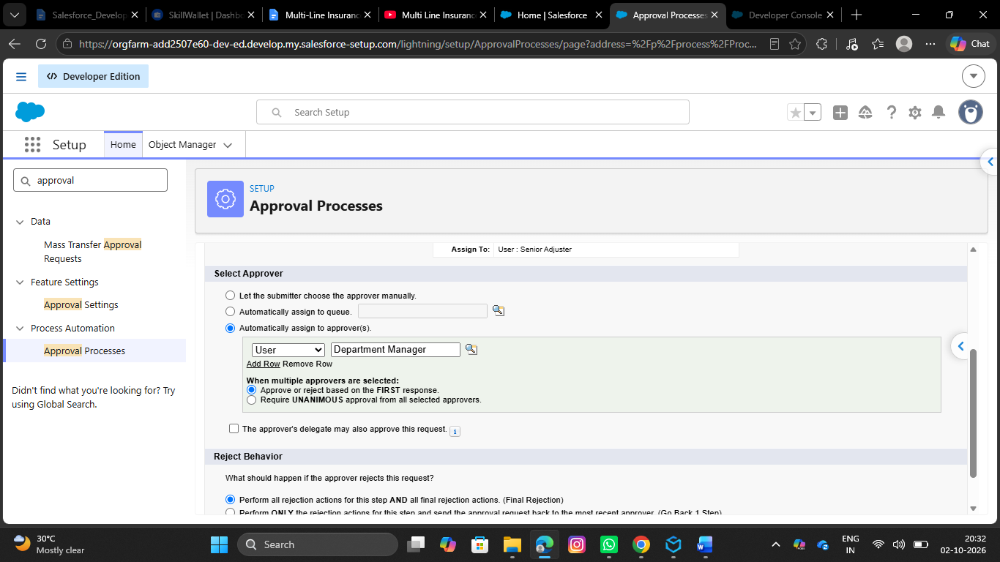 Salesforce_Develop
SkillWallet | Dashb
Multi-Line Insuranc
Multi Line Insuranc
Home | Salesforce
Approval Processes
Developer Console
https://orgfarm-add2507e60-dev-ed.develop.my.salesforce-setup.com/lightning/setup/ApprovalProcesses/page?address=%2Fp%2Fprocess%2FProc...
Chat
Developer Edition
Search Setup
Setup
Home
Object Manager
approval
Data
Mass Transfer Approval
Requests
Feature Settings
Approval Settings
Process Automation
Approval Processes
Didn't find what you're looking for? Try
using Global Search.
SETUP
Approval Processes
Assign To: User : Senior Adjuster
Select Approver
Let the submitter choose the approver manually.
Automatically assign to queue.
Automatically assign to approver(s).
User Department Manager
Add Row Remove Row
When multiple approvers are selected:
Approve or reject based on the FIRST response.
Require UNANIMOUS approval from all selected approvers.
The approver's delegate may also approve this request. i
Reject Behavior
What should happen if the approver rejects this request?
Perform all rejection actions for this step AND all final rejection actions. (Final Rejection)
Perform ONLY the rejection actions for this step and send the approval request back to the most recent approver. (Go Back 1 Step)
30°C
Mostly clear
Search
ENG
IN
20:32
02-10-2026